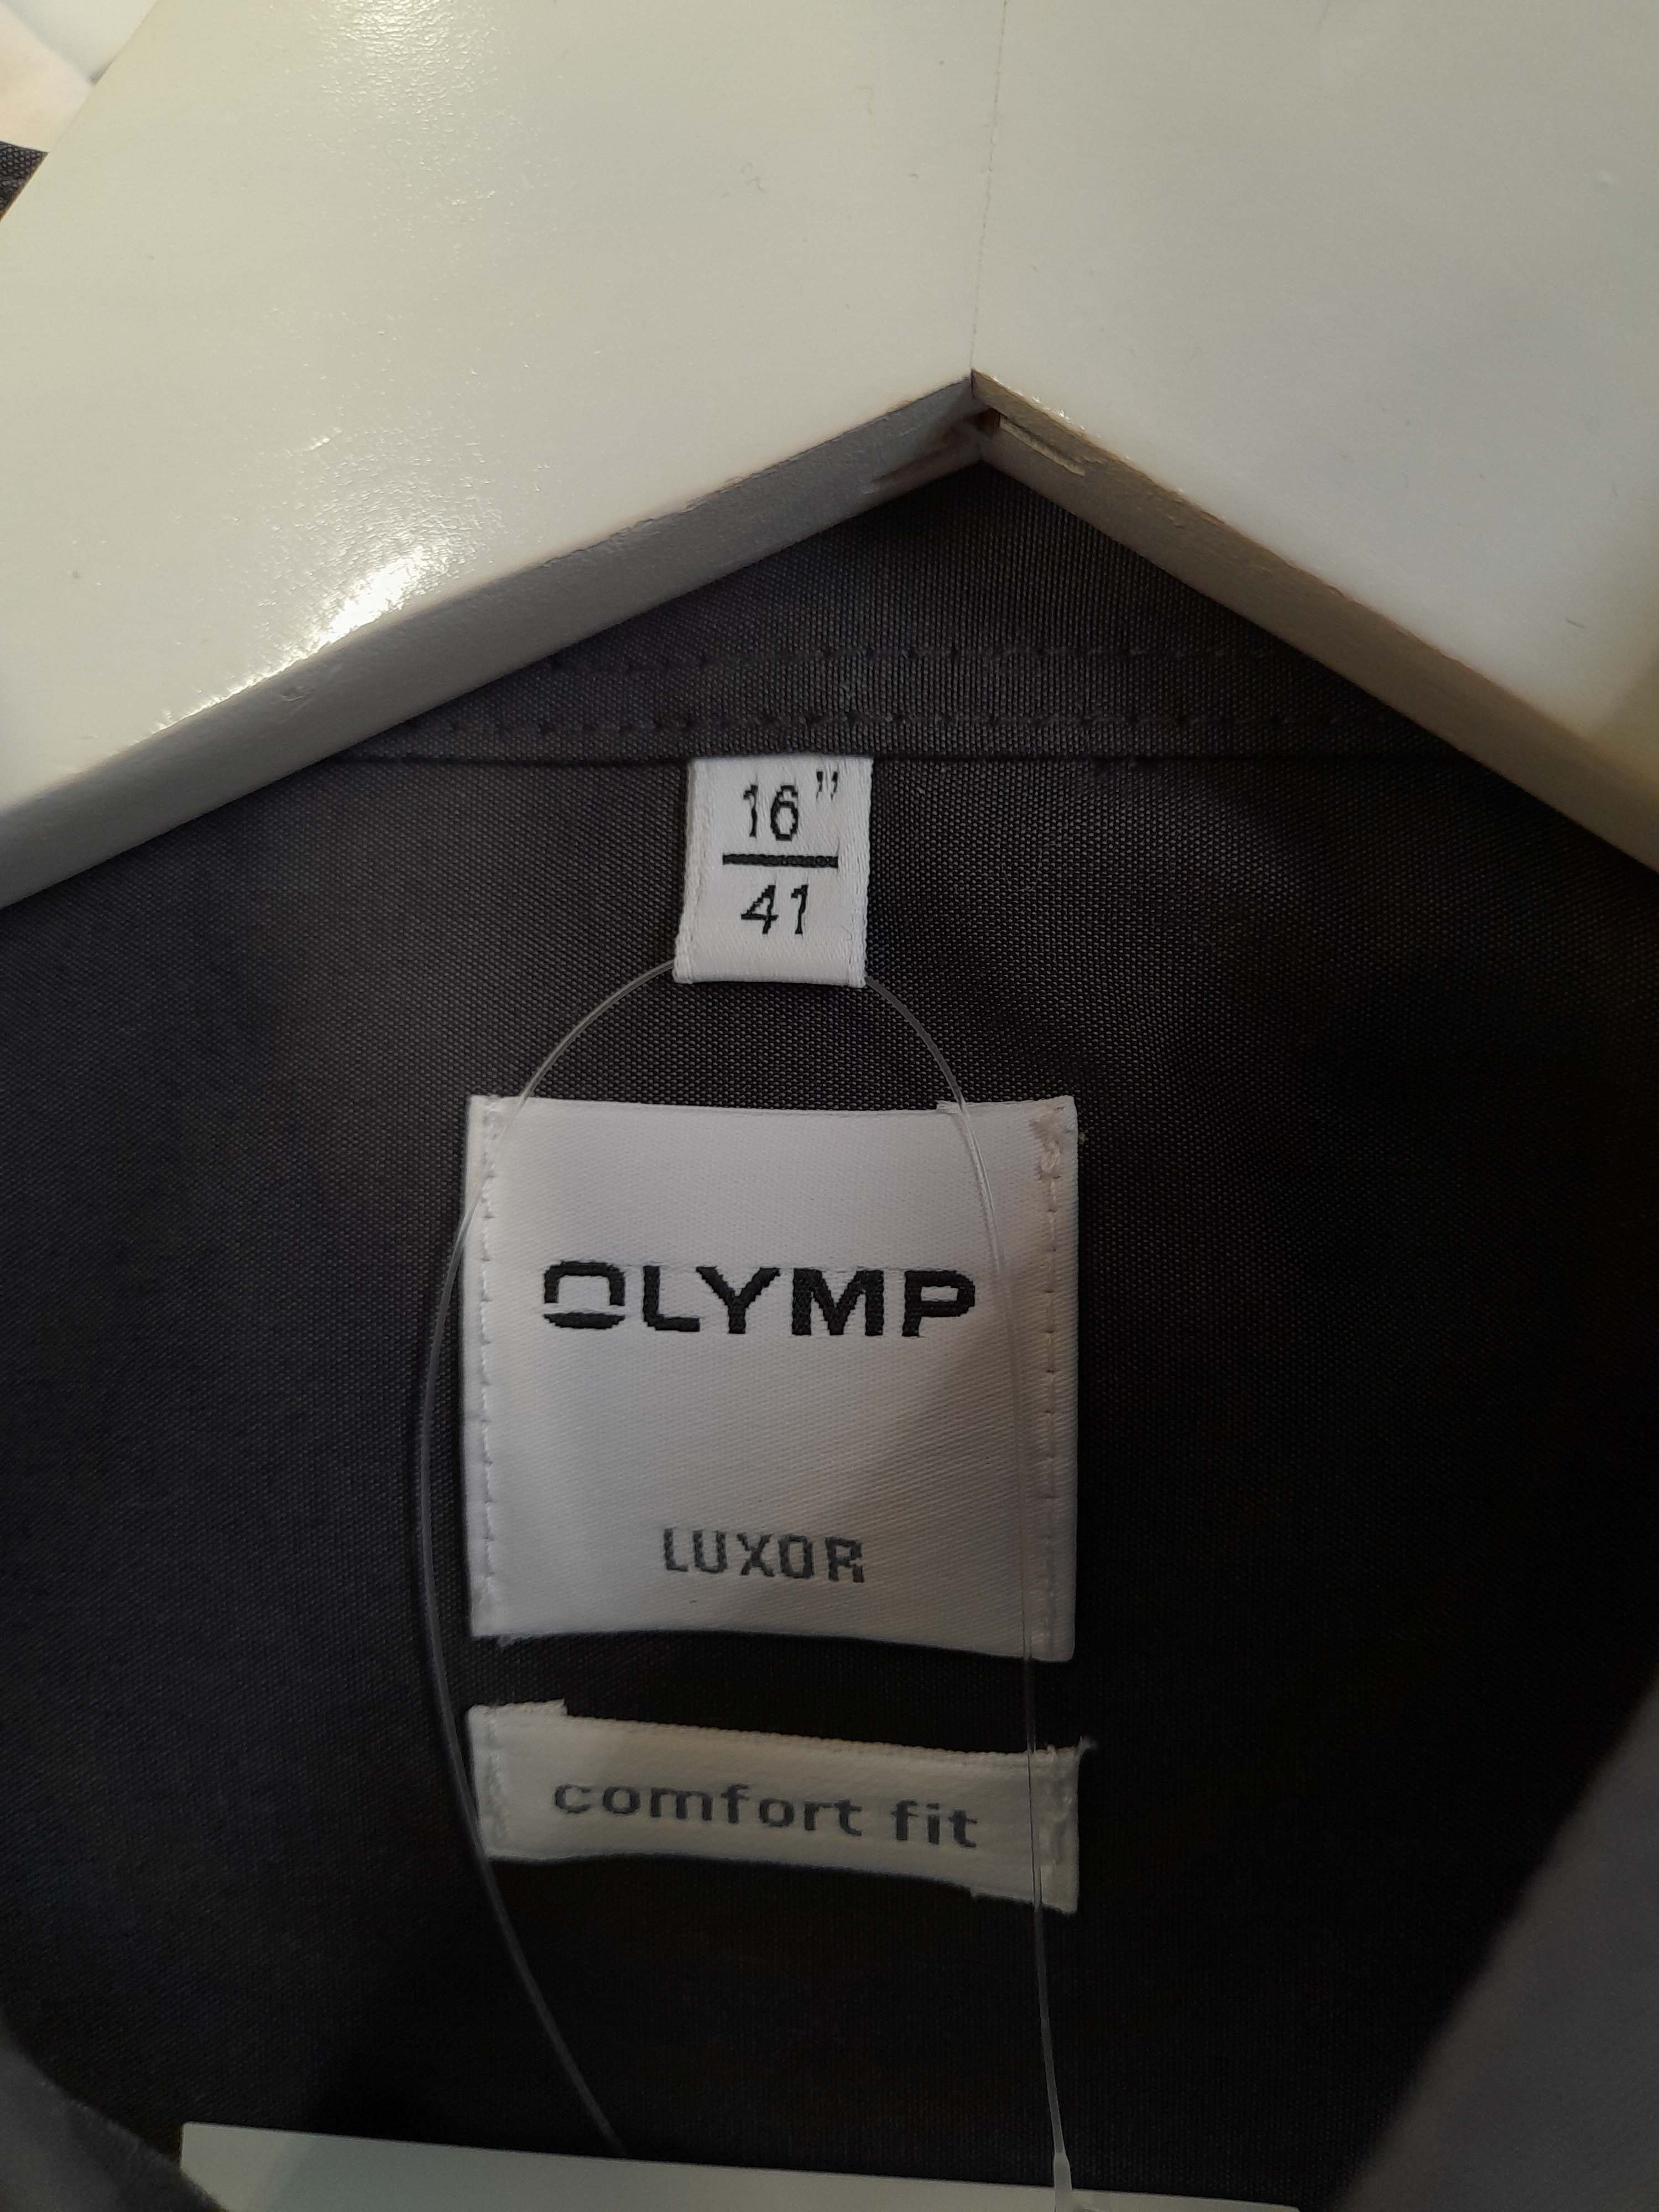 16”
41
OLYMP
LUXOR
comfort fit